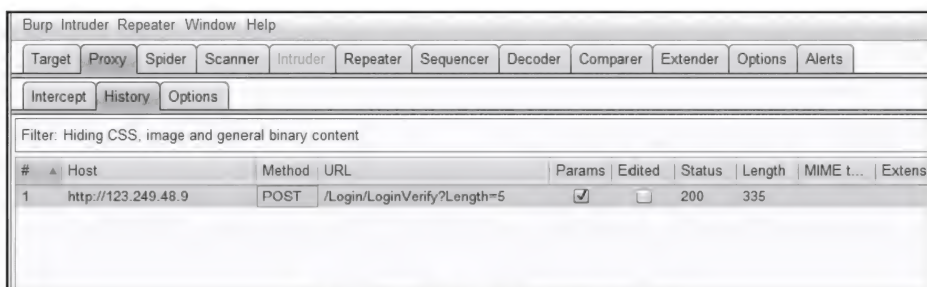 Burp Intruder Repeater Window Help
Target Proxy Spider Scanner Intruder Repeater Sequencer Decoder Comparer Extender Options Alerts
Intercept History Options
Filter: Hiding CSS, image and general binary content
# Host Method URL Params Edited Status Length MIME t... Extens
1 http://123.249.48.9 POST /Login/LoginVerify?Length=5 200 335